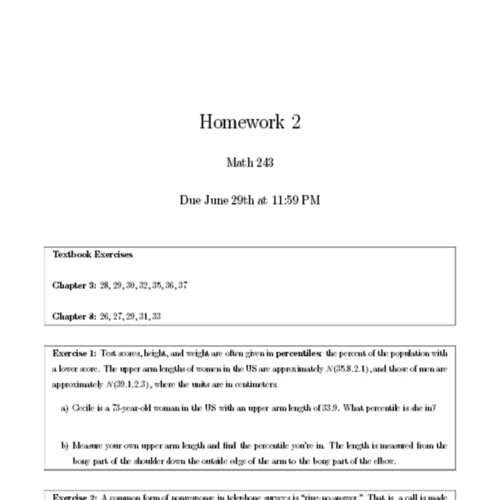 Homework 2
Math 243
Due June 29th at 11:59 PM
Textbook Exercises
Chapter 3: 28, 29, 30, 32, 35, 36, 37
Chapter 8: 26, 27, 29, 31, 33
Exercise 1: Test scores, height, and weight are often given in percentiles: the percent of the population with
a lower score. The upper arm lengths of women in the US are approximately N(35.8,2.1), and those of men are
approximately N(39.1,2.3), where the units are in centimeters.
a) Cecile is a 73-year-old woman in the US with an upper arm length of 33.9. What percentile is she in?
b) Measure your own upper arm length and find the percentile you're in. The length is measured from the
bony part of the shoulder down the outside edge of the arm to the bony part of the elbow.
Exercise 2: A common form of nonresponse in telephone surveys is "ring-no-answer." That is, a call is made